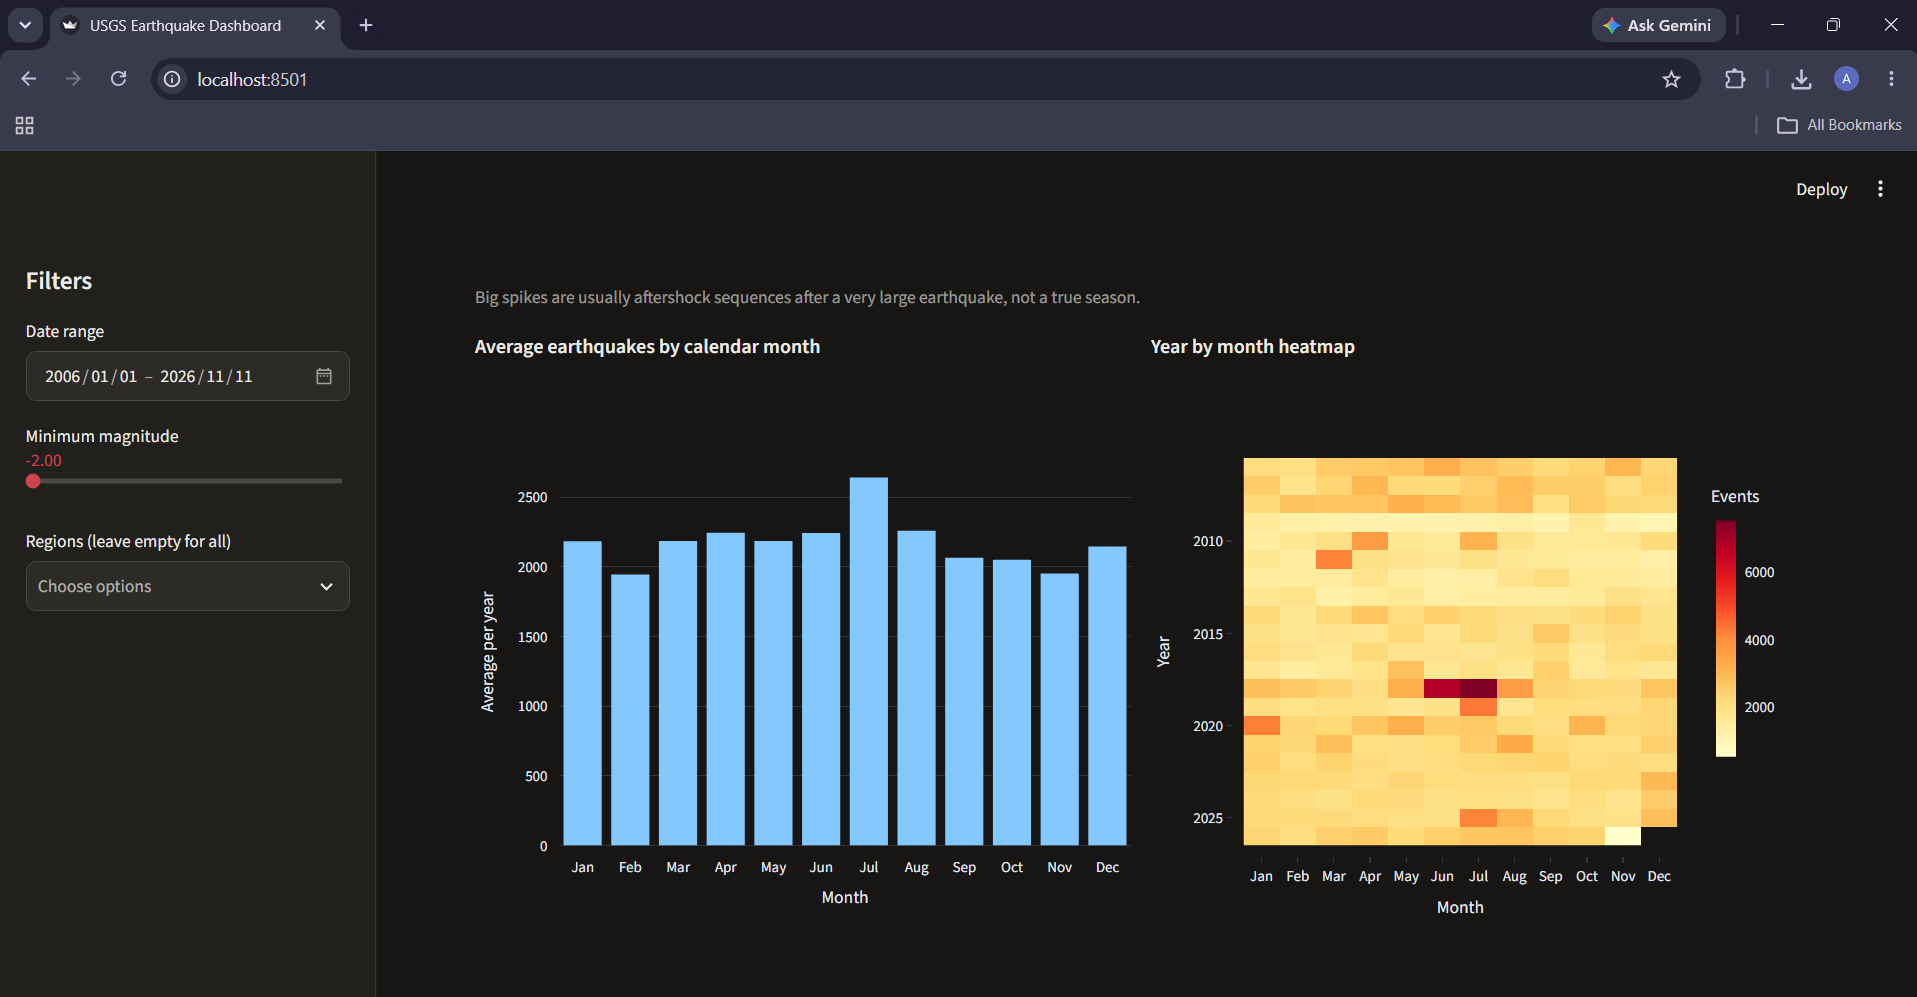 USGS Earthquake Dashboard
Ask Gemini
localhost:8501
A
All Bookmarks
Deploy
Filters
Date range
2006/01/01 – 2026/11/11
Minimum magnitude
-2.00
Regions (leave empty for all)
Choose options
Big spikes are usually aftershock sequences after a very large earthquake, not a true season.
Average earthquakes by calendar month
2500
2000
1500
1000
500
0
Average per year
Jan Feb Mar Apr May Jun Jul Aug Sep Oct Nov Dec
Month
Year by month heatmap
2010
2015
2020
2025
Year
Jan Feb Mar Apr May Jun Jul Aug Sep Oct Nov Dec
Month
Events
6000
4000
2000